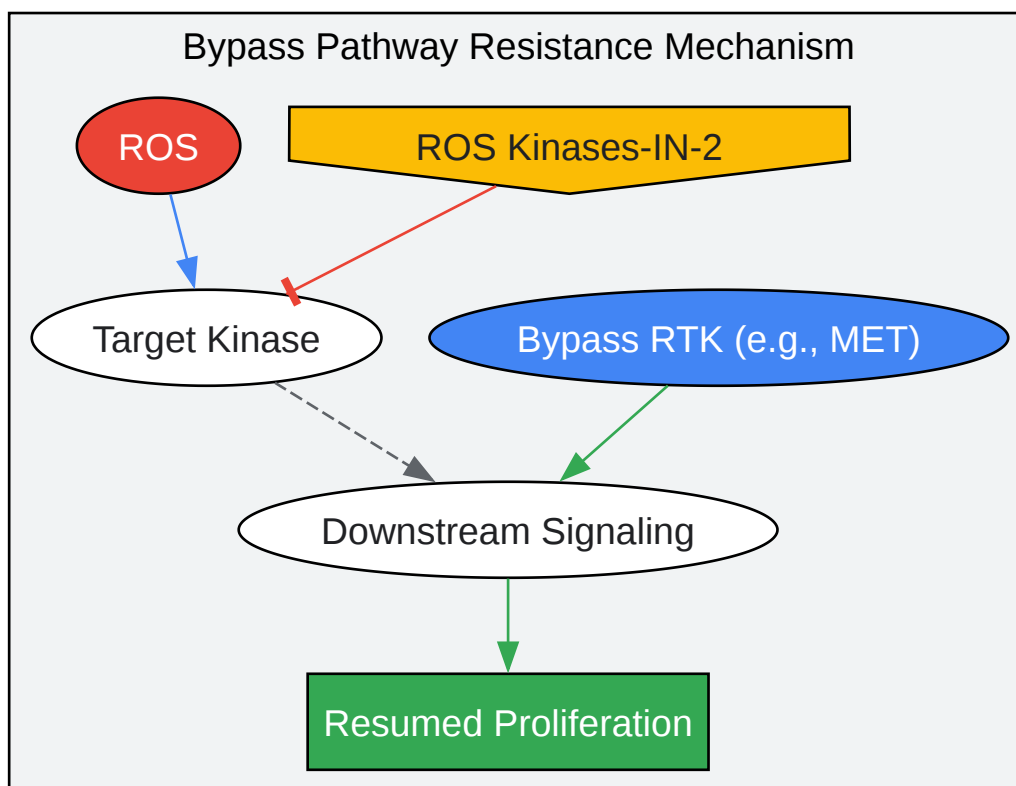 Bypass Pathway Resistance Mechanism
ROS
ROS Kinases-IN-2
Target Kinase
Bypass RTK (e.g., MET)
Downstream Signaling
Resumed Proliferation